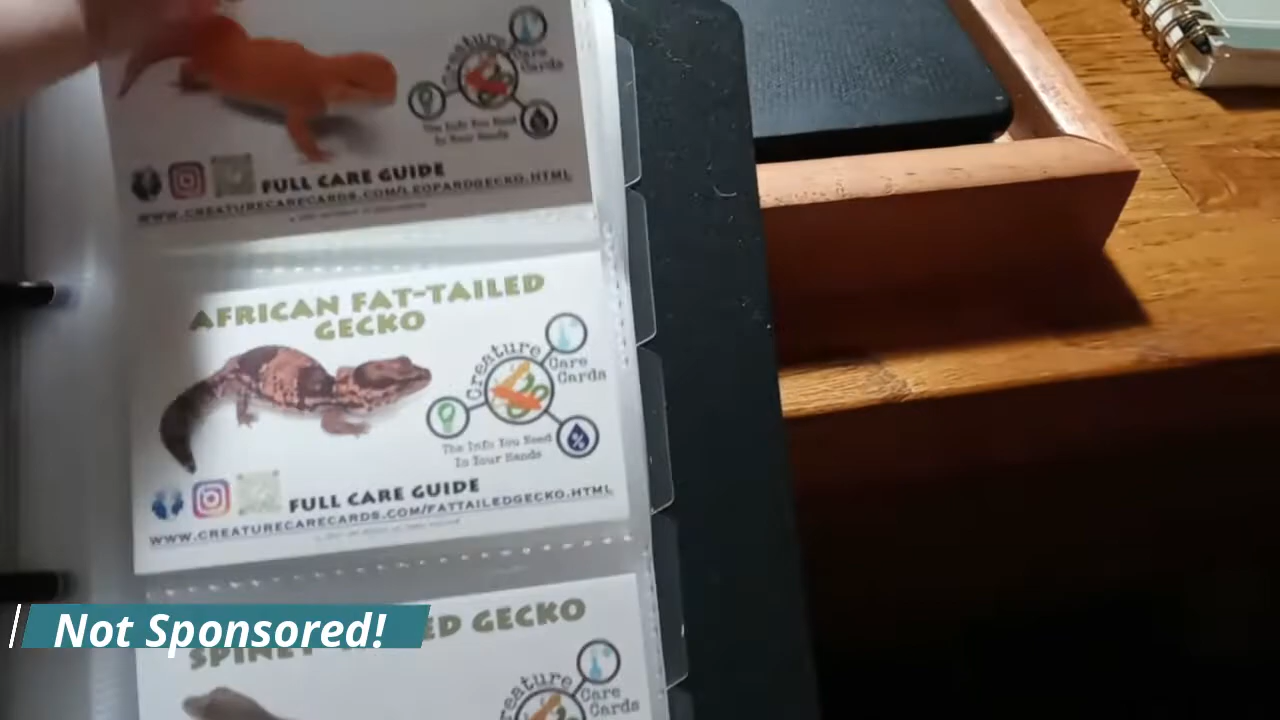 Creature
Care
Cards
The Info You Need
In Your Hands
FULL CARE GUIDE
WWW.CREATURECARECARDS.COM/LEOPARDGECKO.HTML
AFRICAN FAT-TAILED
GECKO
Creature
Care
Cards
%
The Info You Need
In Your Hands
FULL CARE GUIDE
WWW.CREATURECARECARDS.COM/FATTAILEDGECKO.HTML
Not Sponsored!
ED GECKO
Creature
Care
Cards